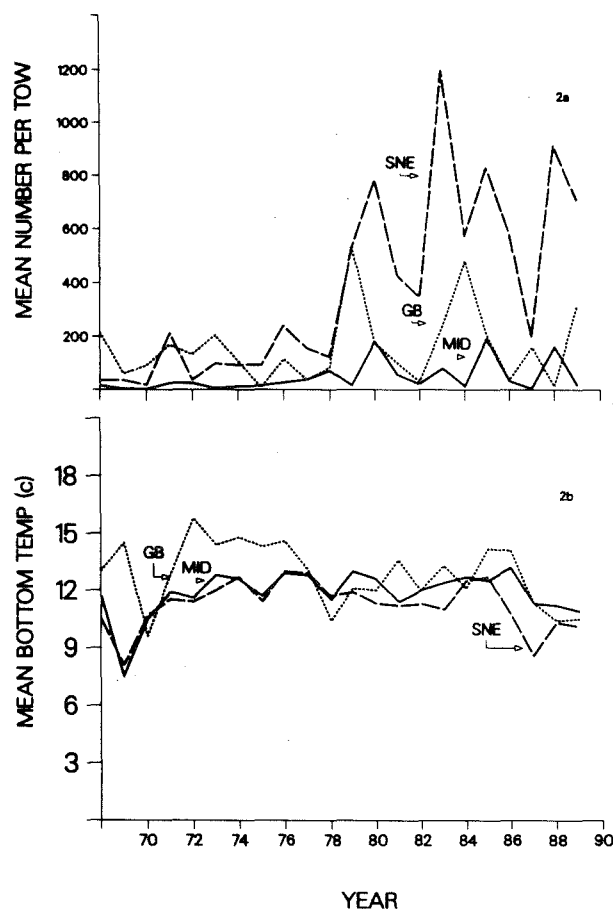 MEAN NUMBER PER TOW
1200
1000
800
600
400
200
2a
SNE
GB
MID
MEAN BOTTOM TEMP (c)
18
15
12
9
6
3
2b
GB
MID
SNE
70 72 74 76 78 80 82 84 86 88 90
YEAR